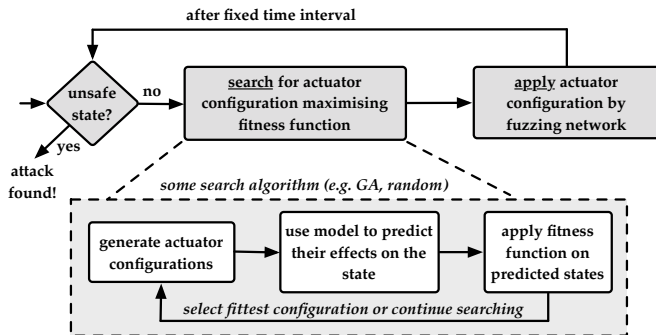 after fixed time interval
unsafe
state?
no
yes
attack
found!
search for actuator
configuration maximising
fitness function
apply actuator
configuration by
fuzzing network
some search algorithm (e.g. GA, random)
generate actuator
configurations
use model to predict
their effects on the
state
apply fitness
function on
predicted states
select fittest configuration or continue searching